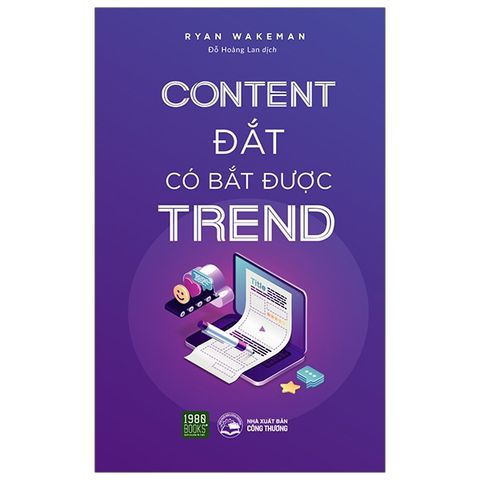 RYAN WAKEMAN
Đỗ Hoàng Lan dịch
CONTENT
ĐẮT
CÓ BẮT ĐƯỢC
TREND
Title
1980
BOOKS
NHÀ XUẤT BẢN
CÔNG THƯƠNG